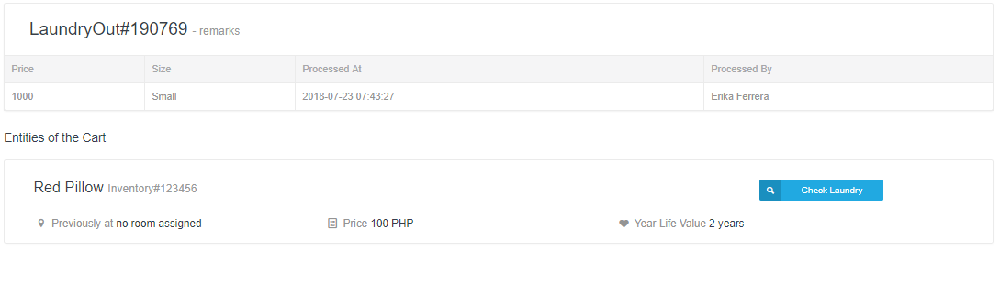 LaundryOut#190769 - remarks
Price Size Processed At Processed By
1000 Small 2018-07-23 07:43:27 Erika Ferrera
Entities of the Cart
Red Pillow Inventory#123456 Check Laundry
Previously at no room assigned Price 100 PHP Year Life Value 2 years